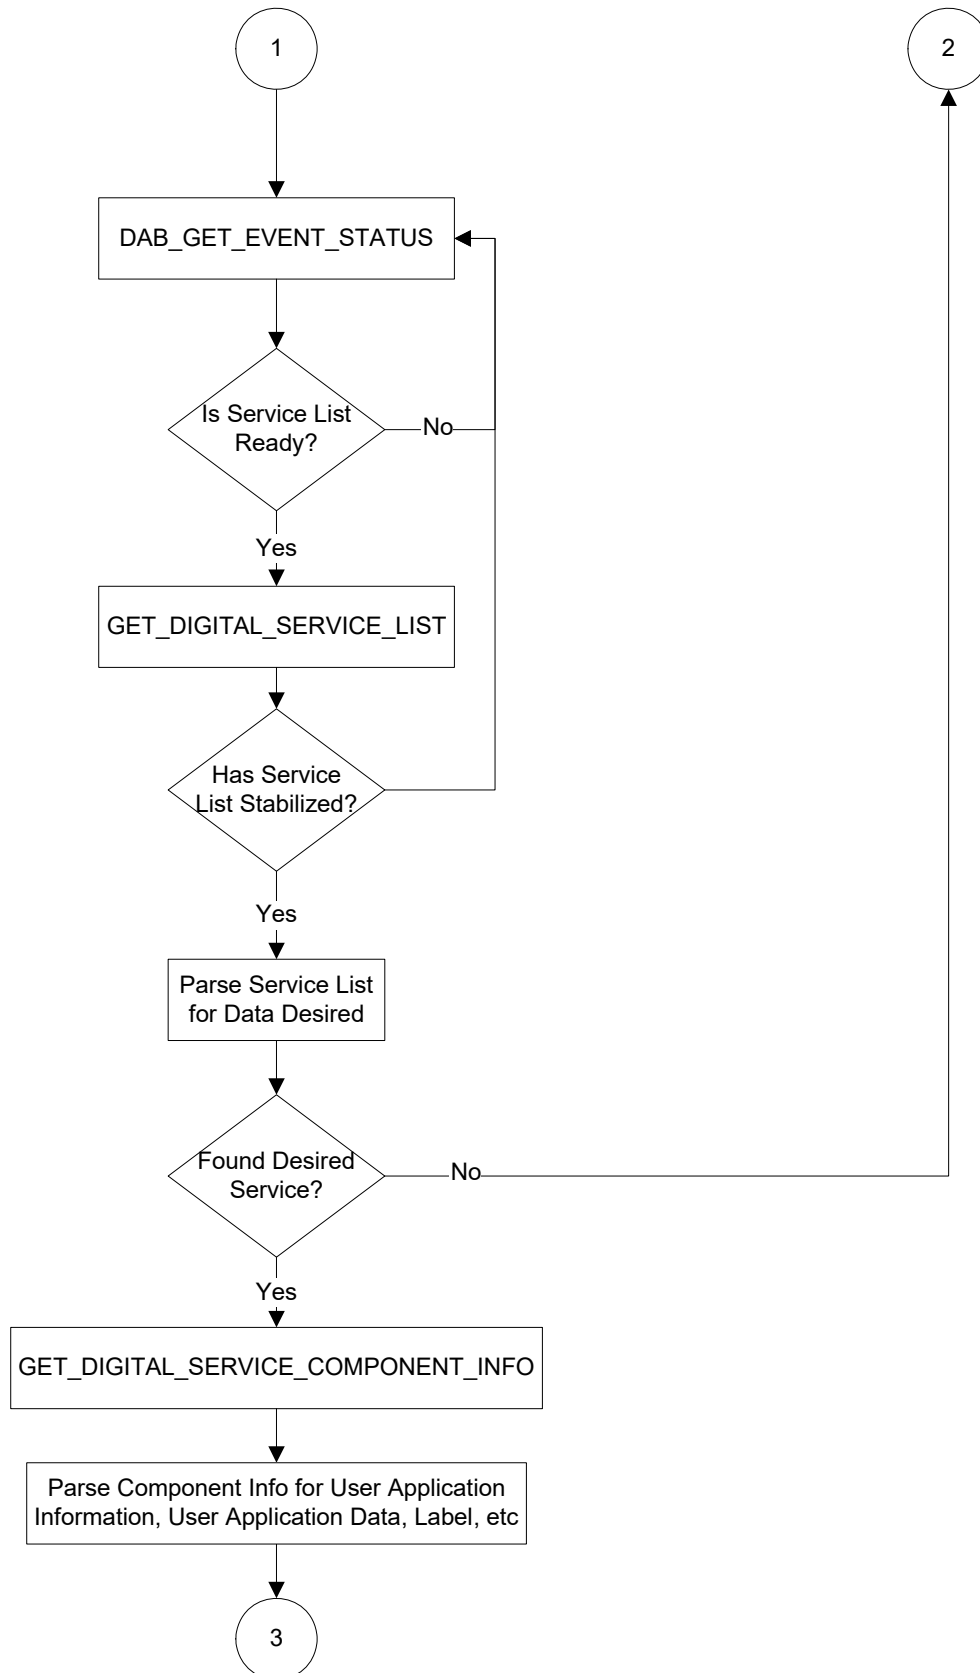 1
2
DAB_GET_EVENT_STATUS
Is Service List
Ready?
No
Yes
GET_DIGITAL_SERVICE_LIST
Has Service
List Stabilized?
Yes
Parse Service List
for Data Desired
Found Desired
Service?
No
Yes
GET_DIGITAL_SERVICE_COMPONENT_INFO
Parse Component Info for User Application
Information, User Application Data, Label, etc
3